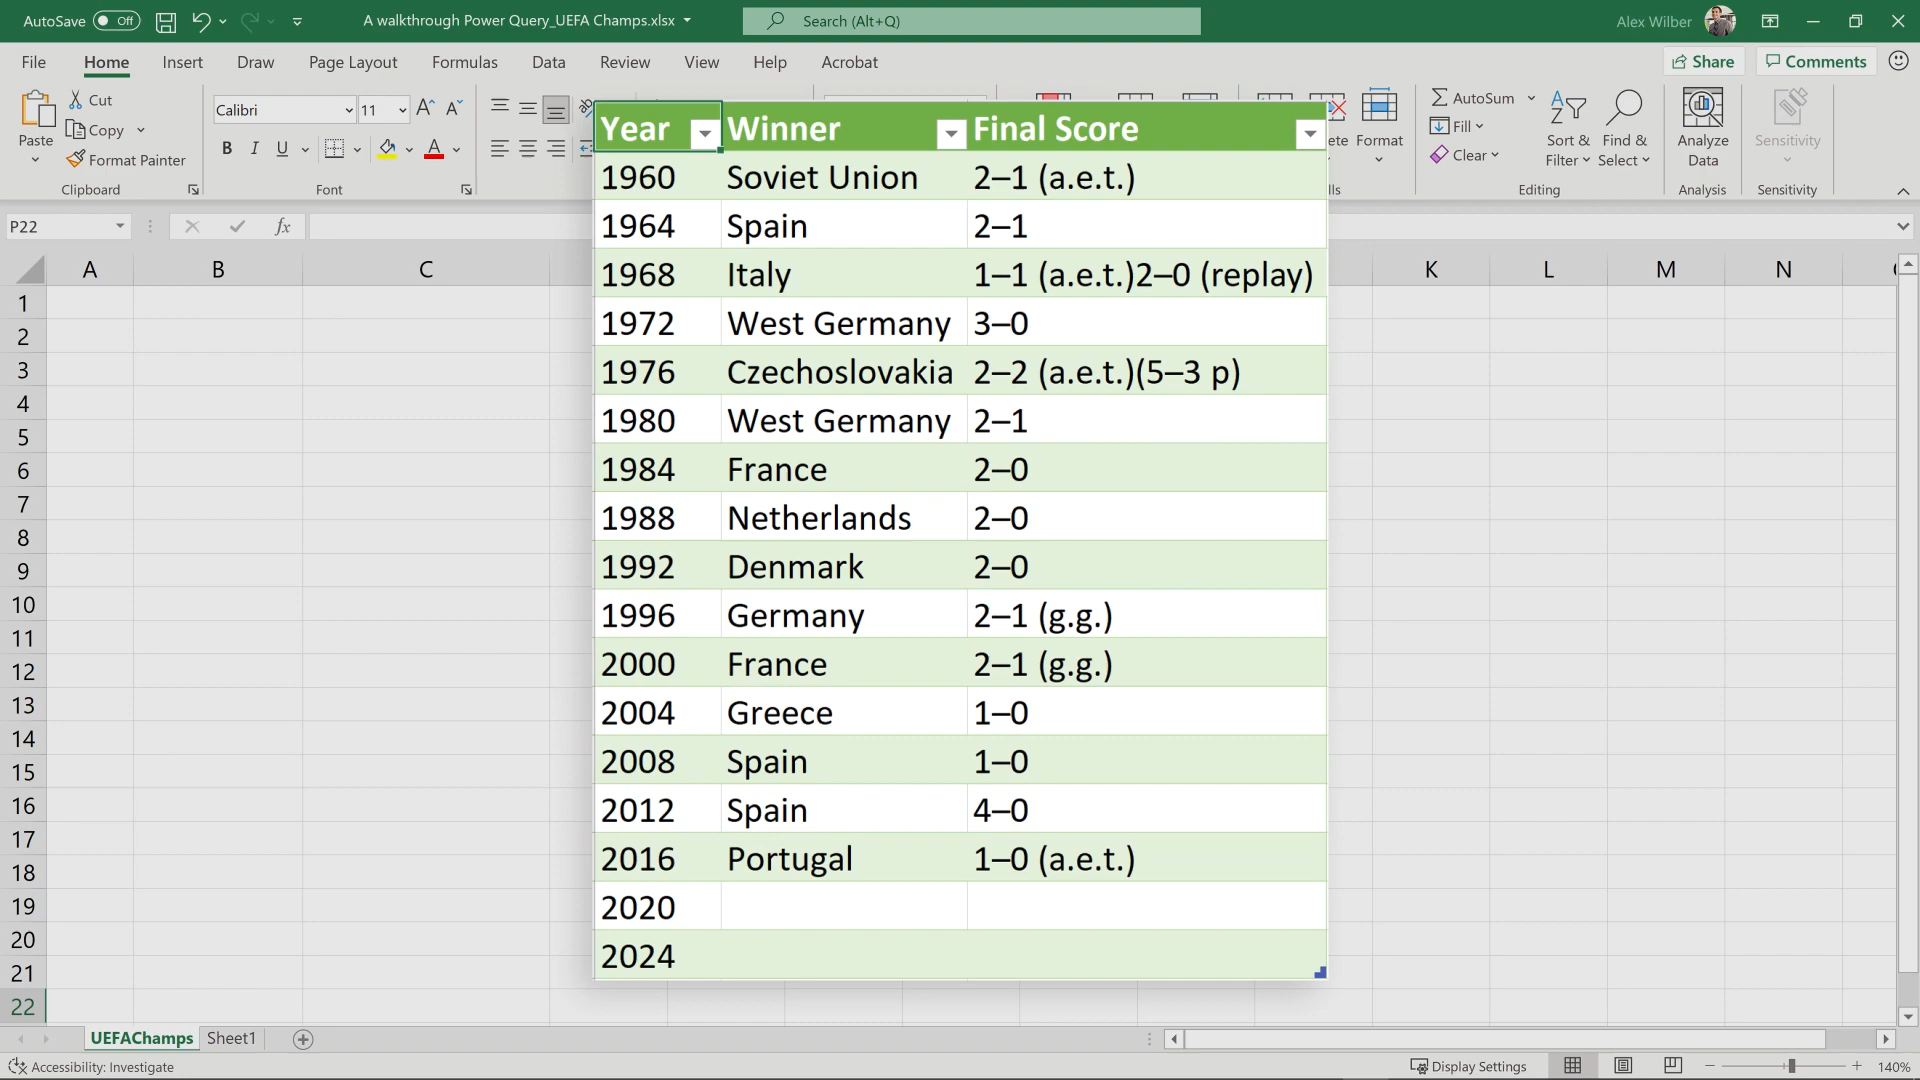 AutoSave Off A walkthrough Power Query_UEFA Champs.xlsx Search (Alt+Q) Alex Wilber
File Home Insert Draw Page Layout Formulas Data Review View Help Acrobat Share Comments
Paste Cut Copy Format Painter
Clipboard
Calibri 11
B I U
Font
Format
AutoSum
Fill
Clear
Sort & Filter
Find & Select
Editing
Analyze Data
Analysis
Sensitivity
Sensitivity
P22 fx
A B C K L M N
1
2
3
4
5
6
7
8
9
10
11
12
13
14
15
16
17
18
19
20
21
22
Year Winner Final Score
1960 Soviet Union 2–1 (a.e.t.)
1964 Spain 2–1
1968 Italy 1–1 (a.e.t.)2–0 (replay)
1972 West Germany 3–0
1976 Czechoslovakia 2–2 (a.e.t.)(5–3 p)
1980 West Germany 2–1
1984 France 2–0
1988 Netherlands 2–0
1992 Denmark 2–0
1996 Germany 2–1 (g.g.)
2000 France 2–1 (g.g.)
2004 Greece 1–0
2008 Spain 1–0
2012 Spain 4–0
2016 Portugal 1–0 (a.e.t.)
2020
2024
UEFAChamps Sheet1
Accessibility: Investigate Display Settings 140%